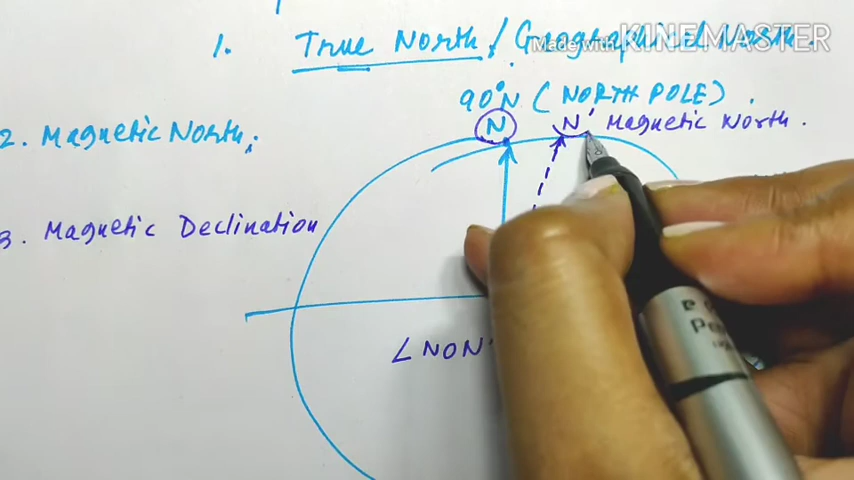 1. True North / Geographical North.
Made with KINEMASTER
90°N (NORTH POLE).
2. Magnetic North;
N
N' Magnetic North.
3. Magnetic Declination
∠NON'